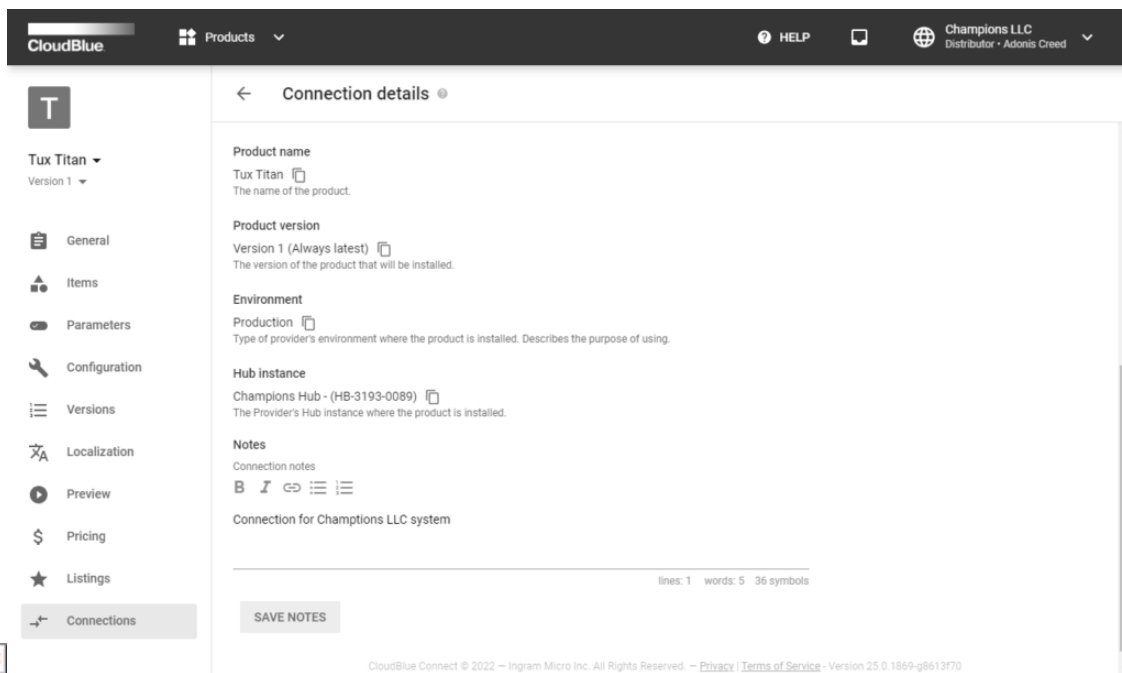 CloudBlue
Products
HELP
Champions LLC
Distributor • Adonis Creed
T
Tux Titan
Version 1
General
Items
Parameters
Configuration
Versions
Localization
Preview
Pricing
Listings
Connections
Connection details
Product name
Tux Titan
The name of the product.
Product version
Version 1 (Always latest)
The version of the product that will be installed.
Environment
Production
Type of provider's environment where the product is installed. Describes the purpose of using.
Hub instance
Champions Hub - (HB-3193-0089)
The Provider's Hub instance where the product is installed.
Notes
Connection notes
B I
Connection for Champtions LLC system
lines: 1 words: 5 36 symbols
SAVE NOTES
CloudBlue Connect © 2022 — Ingram Micro Inc. All Rights Reserved. — Privacy | Terms of Service - Version 25.0.1869-g8613f70